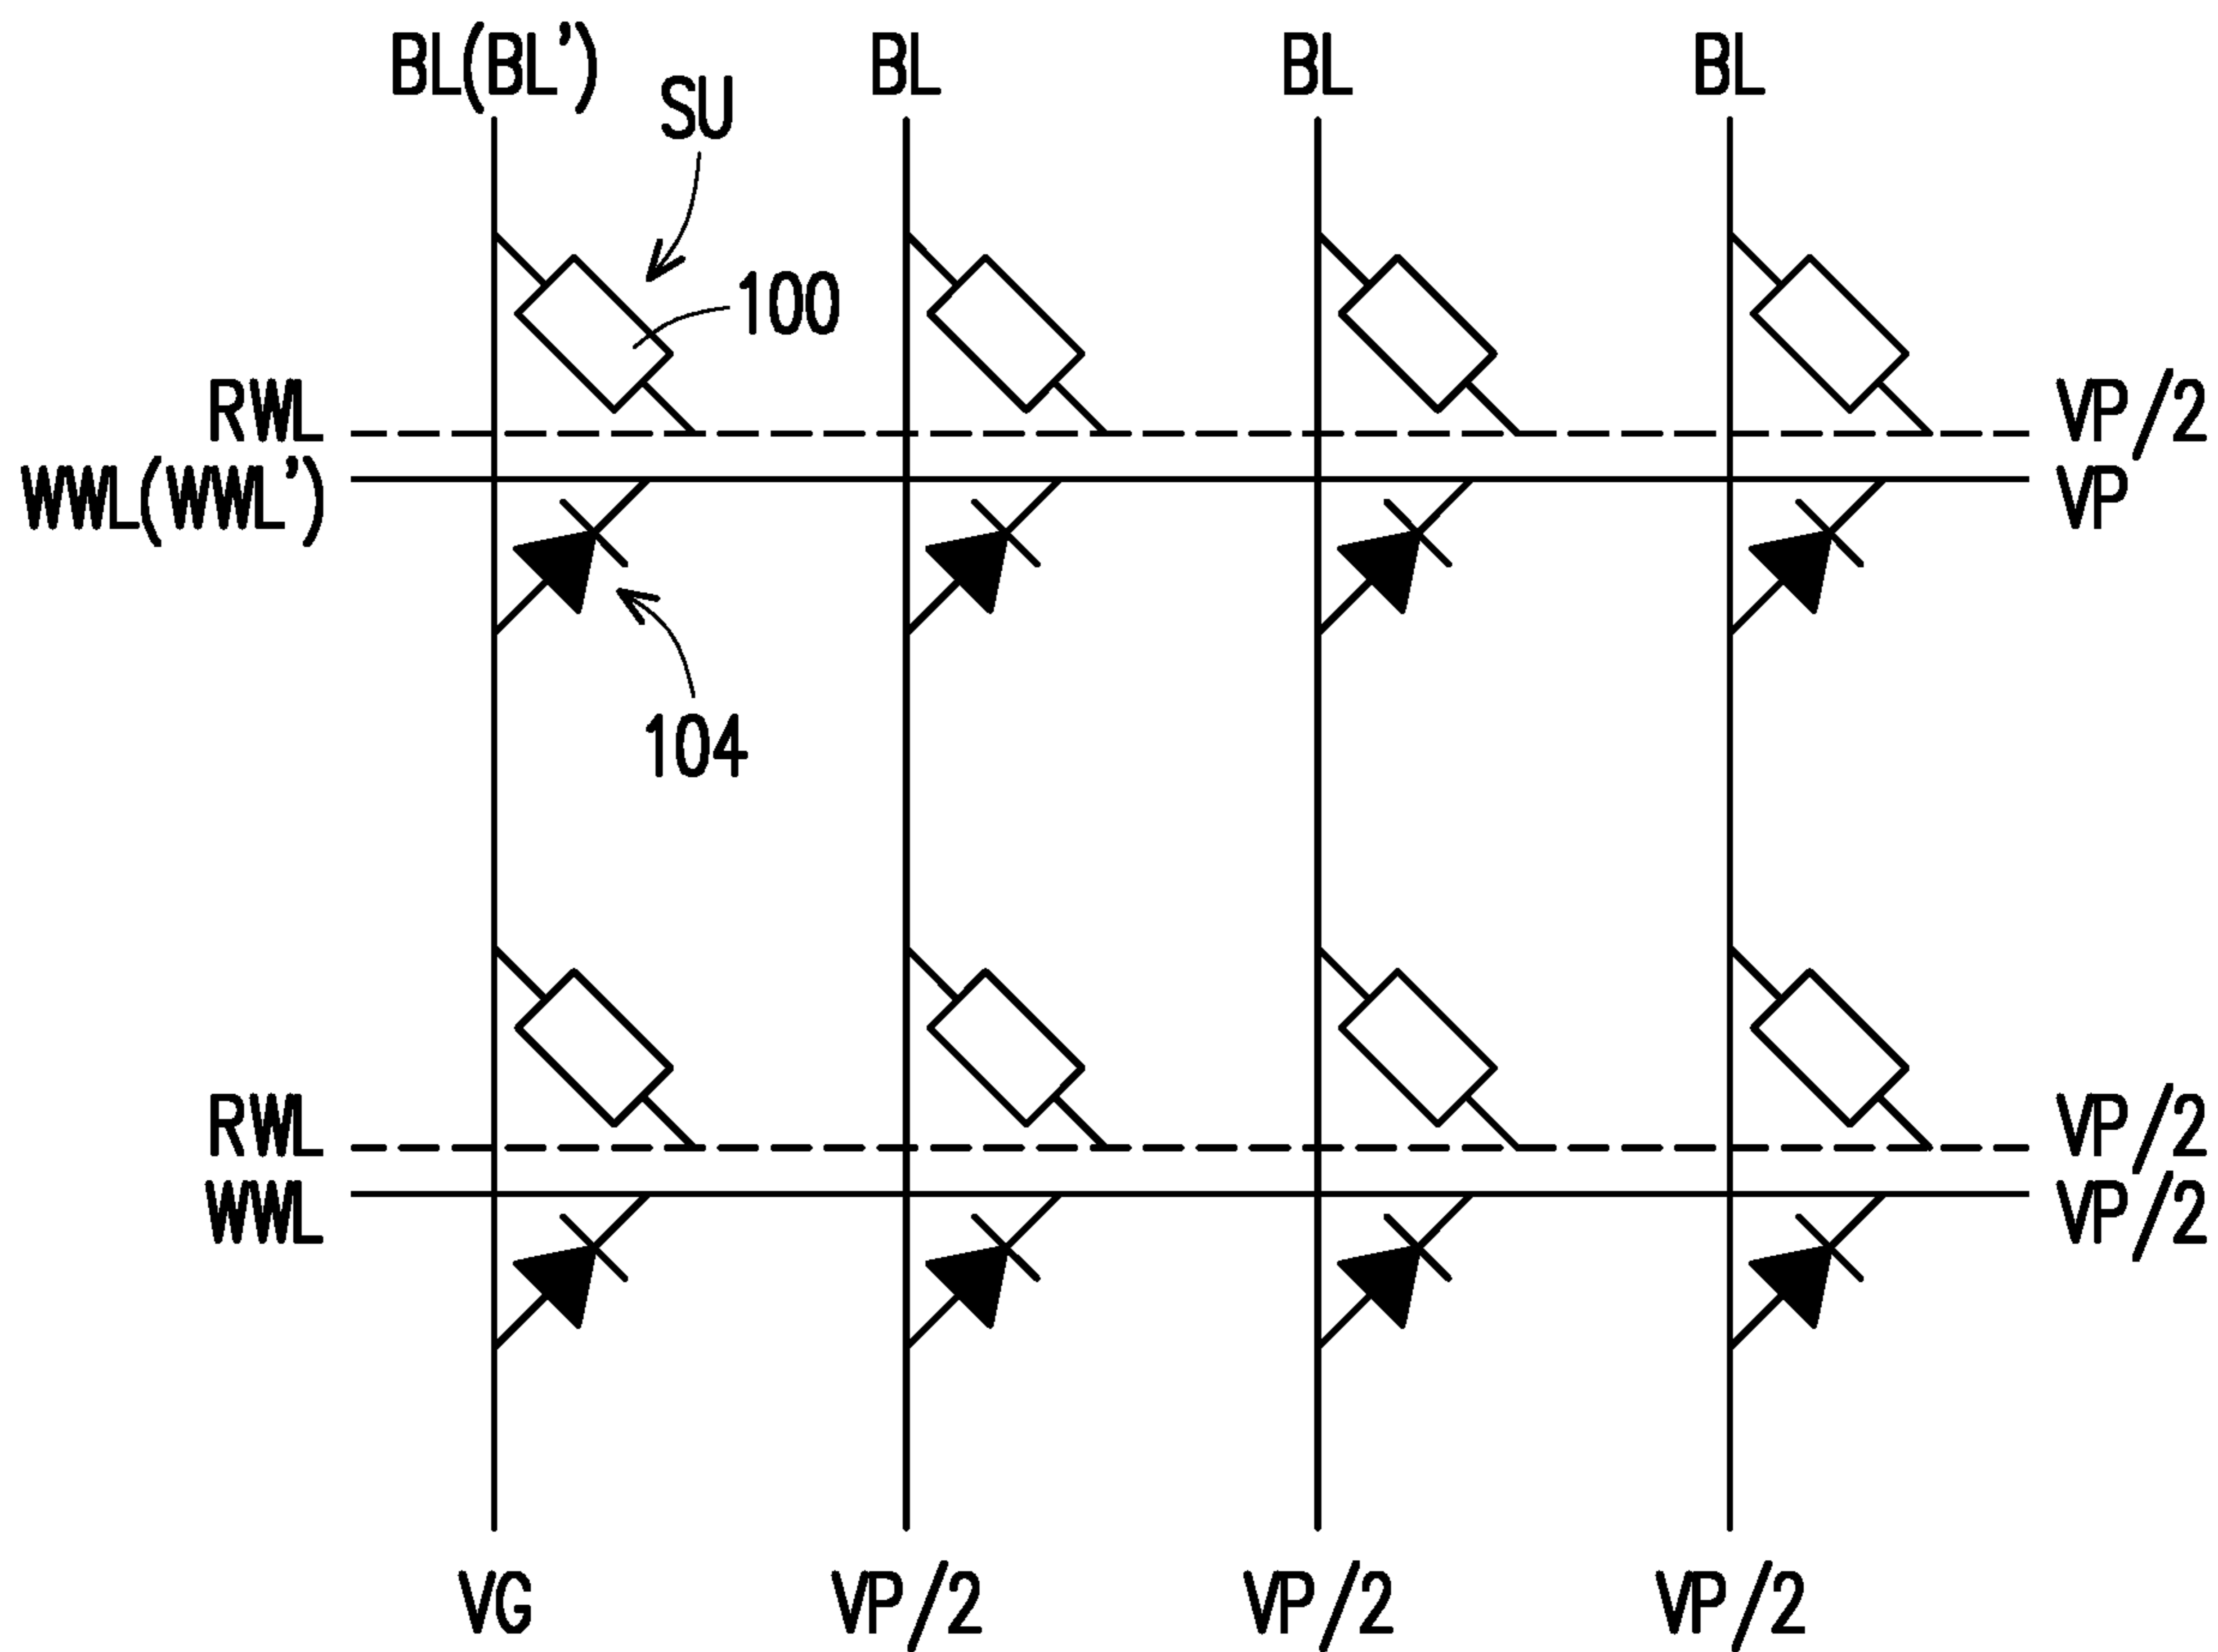 BL(BL') BL BL BL
SU
100
RWL VP/2
WWL(WWL') VP
104
RWL VP/2
WWL VP/2
VG VP/2 VP/2 VP/2